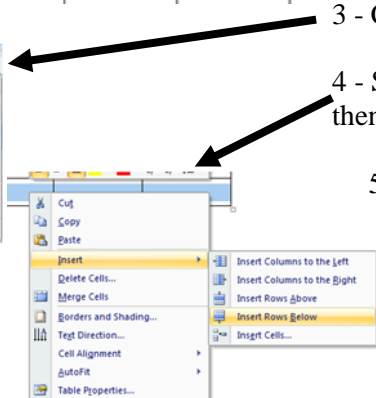 3 - 
4 - S
then
5
Cut
Copy
Paste
Insert
Delete Cells...
Merge Cells
Borders and Shading...
Text Direction...
Cell Alignment
AutoFit
Table Properties...
Insert Columns to the Left
Insert Columns to the Right
Insert Rows Above
Insert Rows Below
Insert Cells...